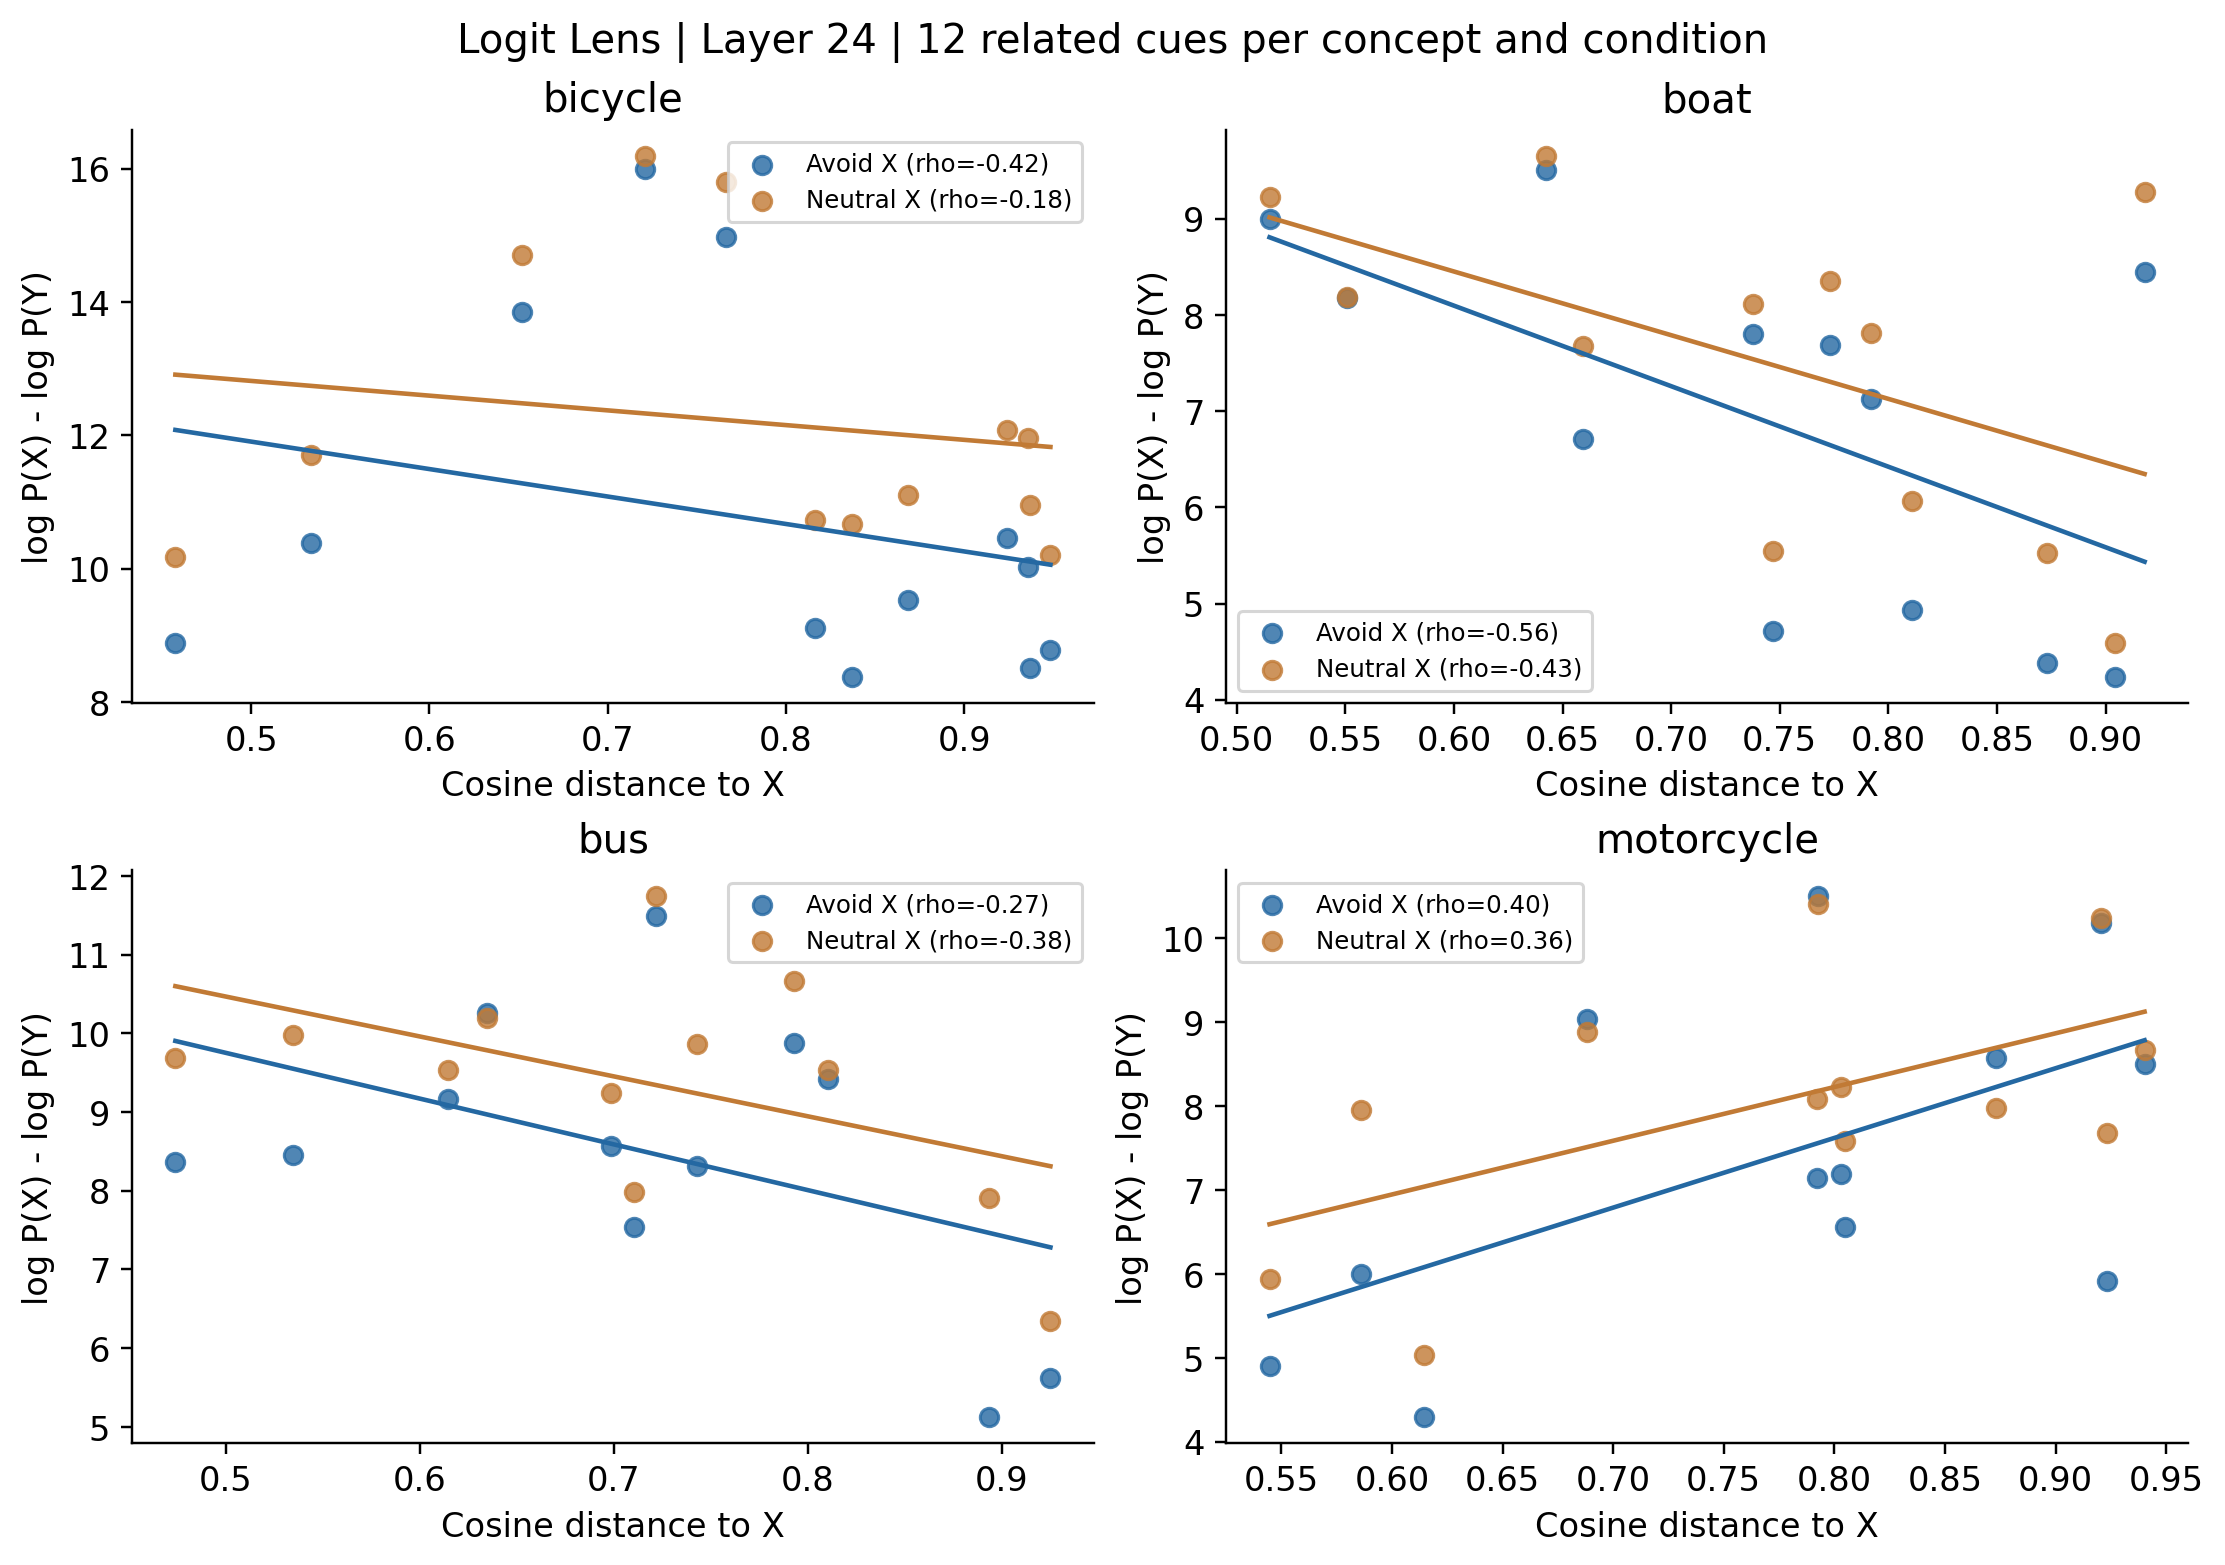 Logit Lens | Layer 24 | 12 related cues per concept and condition
bicycle
16
14
12
10
8
log P(X) - log P(Y)
Avoid X (rho=-0.42)
Neutral X (rho=-0.18)
0.5 0.6 0.7 0.8 0.9
Cosine distance to X
boat
9
8
7
6
5
4
log P(X) - log P(Y)
Avoid X (rho=-0.56)
Neutral X (rho=-0.43)
0.50 0.55 0.60 0.65 0.70 0.75 0.80 0.85 0.90
Cosine distance to X
bus
12
11
10
9
8
7
6
5
log P(X) - log P(Y)
Avoid X (rho=-0.27)
Neutral X (rho=-0.38)
0.5 0.6 0.7 0.8 0.9
Cosine distance to X
motorcycle
10
9
8
7
6
5
4
log P(X) - log P(Y)
Avoid X (rho=0.40)
Neutral X (rho=0.36)
0.55 0.60 0.65 0.70 0.75 0.80 0.85 0.90 0.95
Cosine distance to X